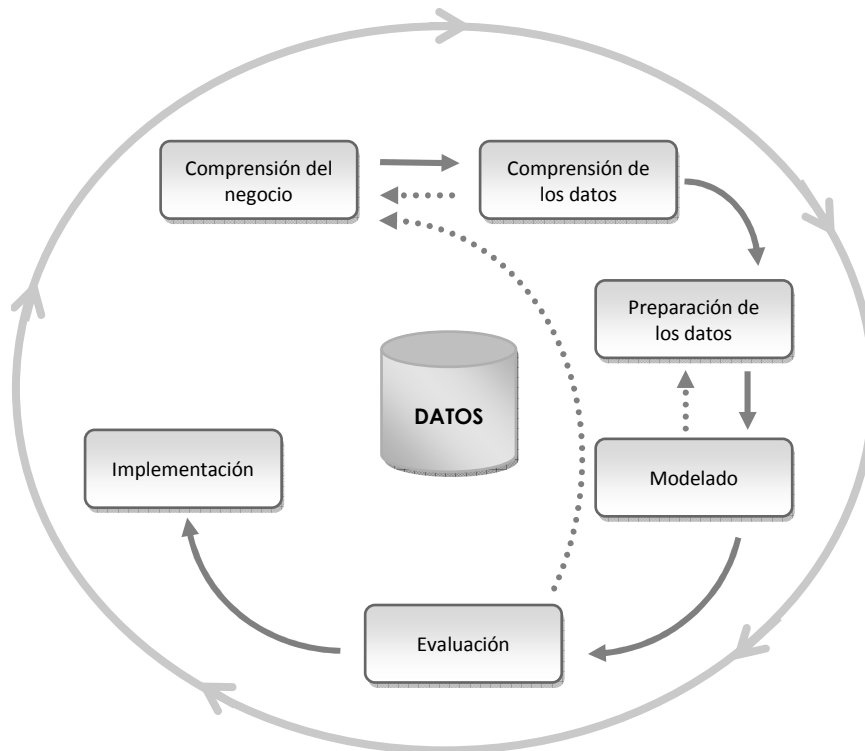 Comprensión del
negocio
Comprensión de
los datos
Preparación de
los datos
DATOS
Implementación
Modelado
Evaluación